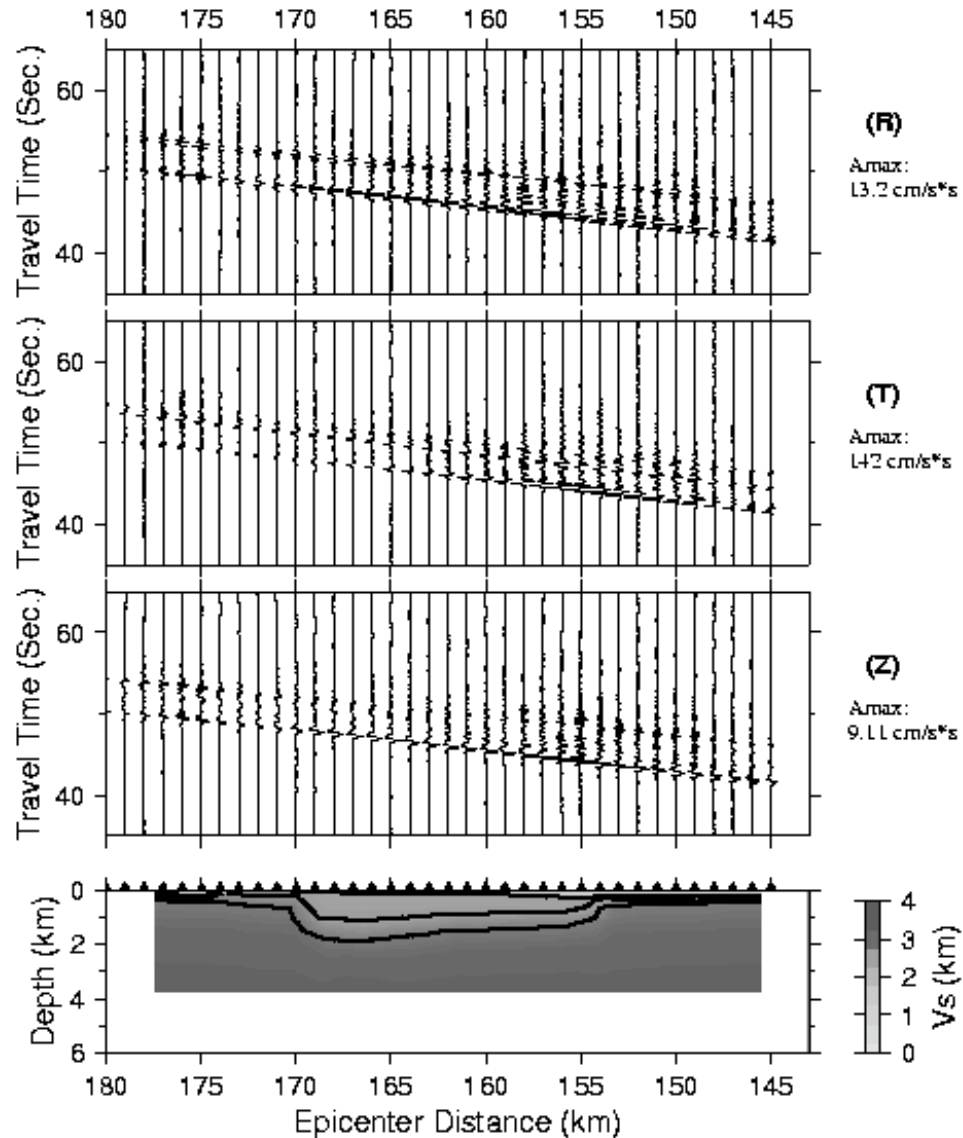 180 175 170 165 160 155 150 145
Travel Time (Sec.)
60
40
(R)
Amax:
13.2 cm/s*s
Travel Time (Sec.)
60
40
(T)
Amax:
142 cm/s*s
Travel Time (Sec.)
60
40
(Z)
Amax:
9.11 cm/s*s
Depth (km)
0
2
4
6
4
3
2
1
0
Vs (km)
180 175 170 165 160 155 150 145
Epicenter Distance (km)